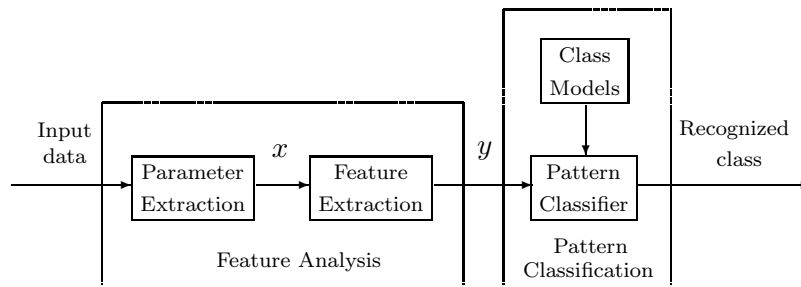 Class
Models
Input
data
x
y
Recognized
class
Parameter
Extraction
Feature
Extraction
Pattern
Classifier
Feature Analysis
Pattern
Classification